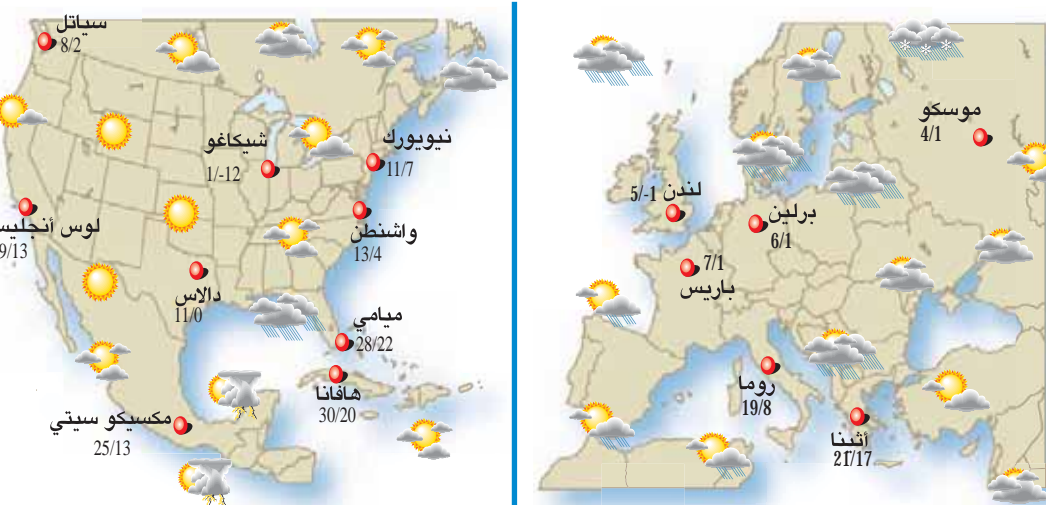 سياتل
8/2
شيكاغو
1/-12
نيويورك
11/7
واشنطن
13/4
دالاس
11/0
ميامي
28/22
هافانا
30/20
مكسيكو سيتي
25/13
لوس أنجليس
9/13
موسكو
4/1
لندن 5/-1
درلين
6/1
7/1
باريس
روما
19/8
أثينا
21/17